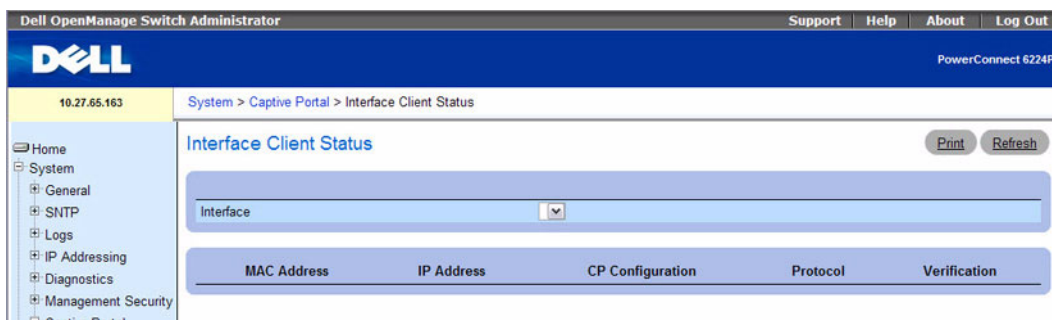 Dell OpenManage Switch Administrator Support Help About Log Out
DELL
PowerConnect 6224P
10.27.65.163
System > Captive Portal > Interface Client Status
Home
System
General
SNTP
Logs
IP Addressing
Diagnostics
Management Security
Interface Client Status
Print Refresh
Interface
MAC Address IP Address CP Configuration Protocol Verification